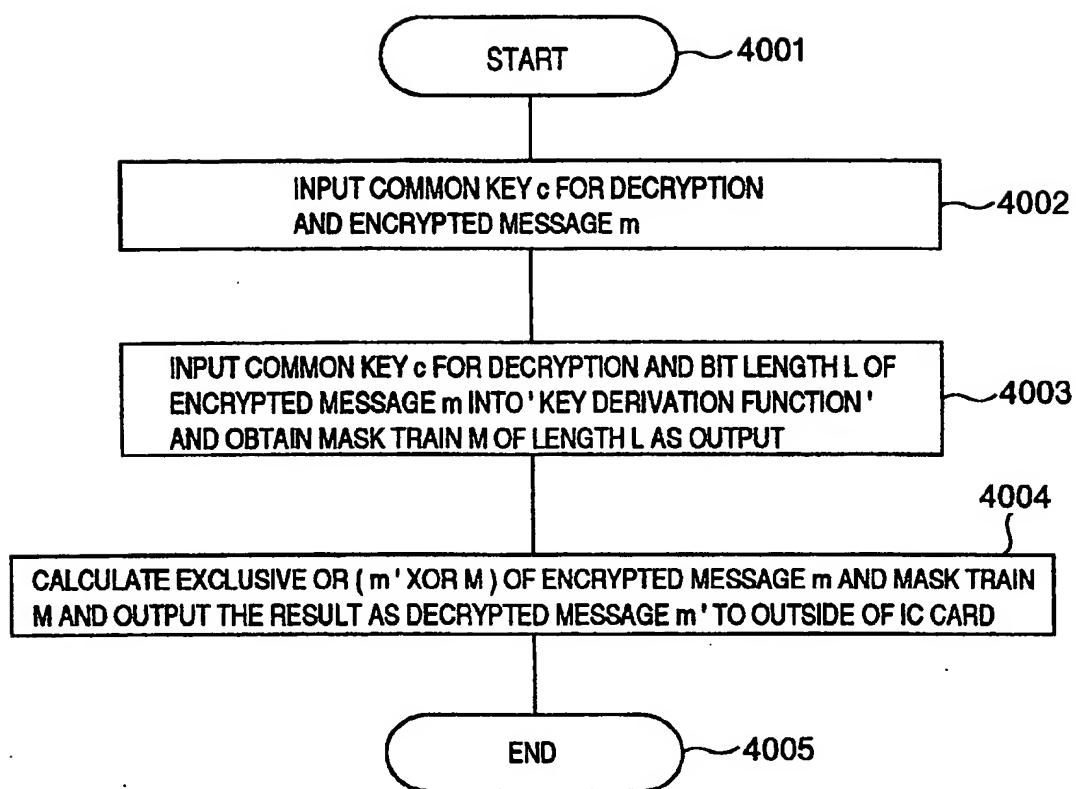 START
4001
INPUT COMMON KEY c FOR DECRYPTION
AND ENCRYPTED MESSAGE m
4002
INPUT COMMON KEY c FOR DECRYPTION AND BIT LENGTH L OF
ENCRYPTED MESSAGE m INTO ' KEY DERIVATION FUNCTION '
AND OBTAIN MASK TRAIN M OF LENGTH L AS OUTPUT
4003
4004
CALCULATE EXCLUSIVE OR ( m ' XOR M ) OF ENCRYPTED MESSAGE m AND MASK TRAIN
M AND OUTPUT THE RESULT AS DECRYPTED MESSAGE m ' TO OUTSIDE OF IC CARD
END
4005